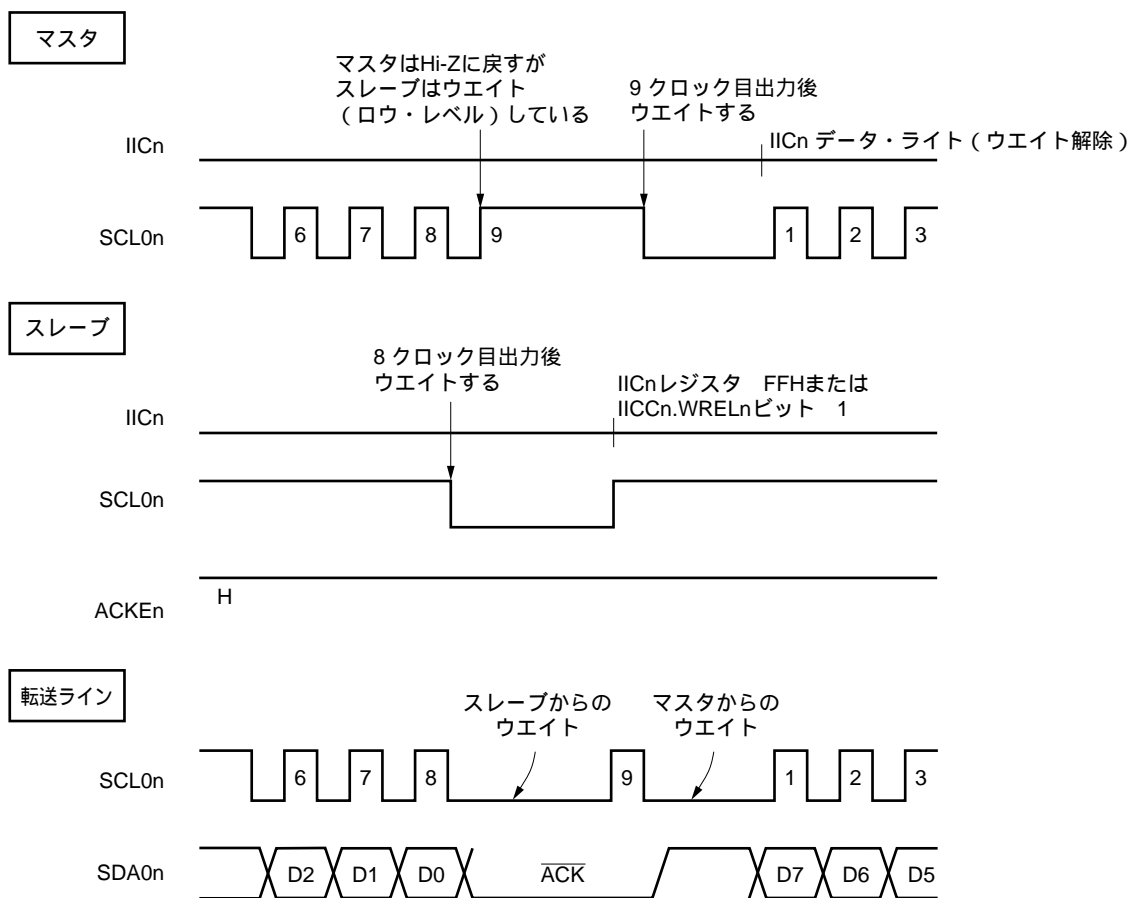 マスタ
マスタはHi-Zに戻すが
スレーブはウエイト
（ロウ・レベル）している
9 クロック目出力後
ウエイトする
IICn
IICn データ・ライト（ウエイト解除）
SCL0n
6 7 8 9 1 2 3
スレーブ
8 クロック目出力後
ウエイトする
IICnレジスタ　FFHまたは
IICCn.WRELnビット　1
IICn
SCL0n
H
ACKEn
転送ライン
スレーブからの
ウエイト
マスタからの
ウエイト
SCL0n
6 7 8 9 1 2 3
SDA0n
D2 D1 D0 ACK D7 D6 D5